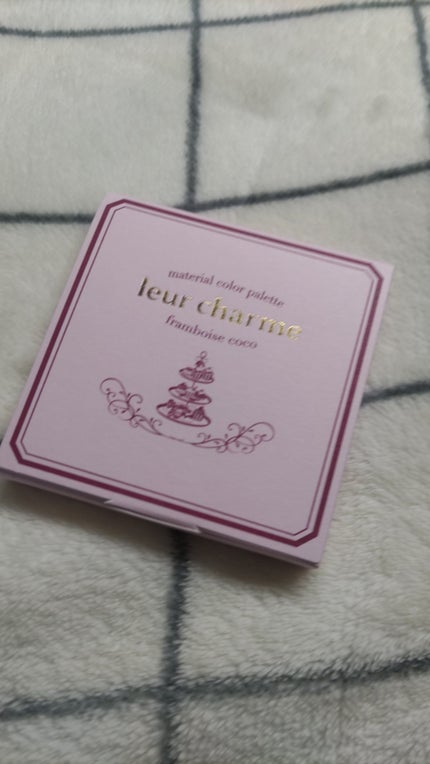 material color palette
leur charme
framboise coco